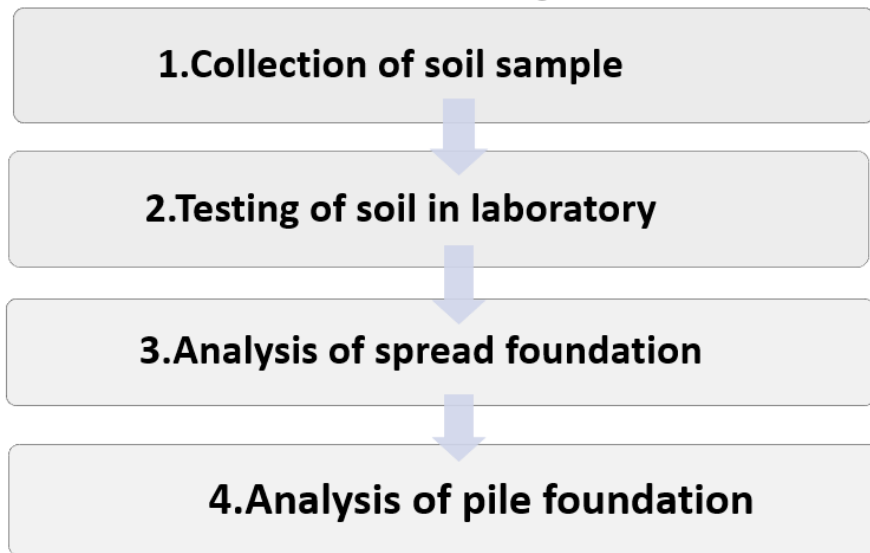 1.Collection of soil sample
2.Testing of soil in laboratory
3.Analysis of spread foundation
4.Analysis of pile foundation